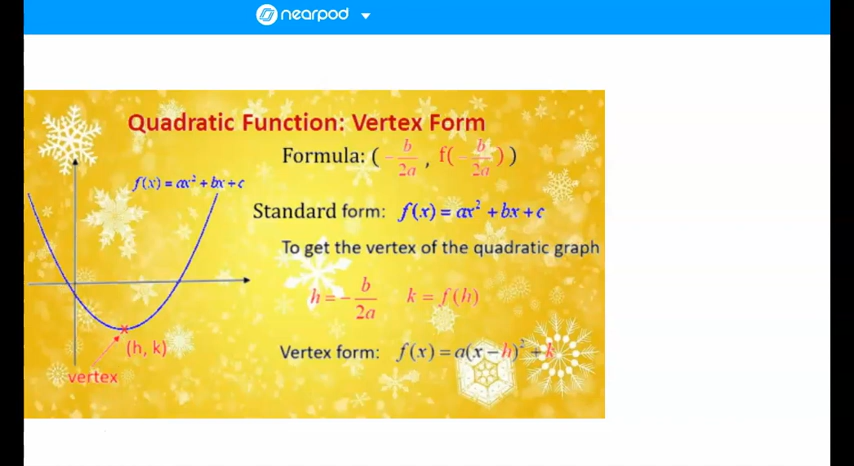 nearpod
Quadratic Function: Vertex Form
Formula: (-b/2a, f(-b/2a))
f(x) = ax² + bx + c
Standard form: f(x) = ax² + bx + c
To get the vertex of the quadratic graph
h = -b/2a k = f(h)
(h, k)
Vertex form: f(x) = a(x - h)² + k
vertex